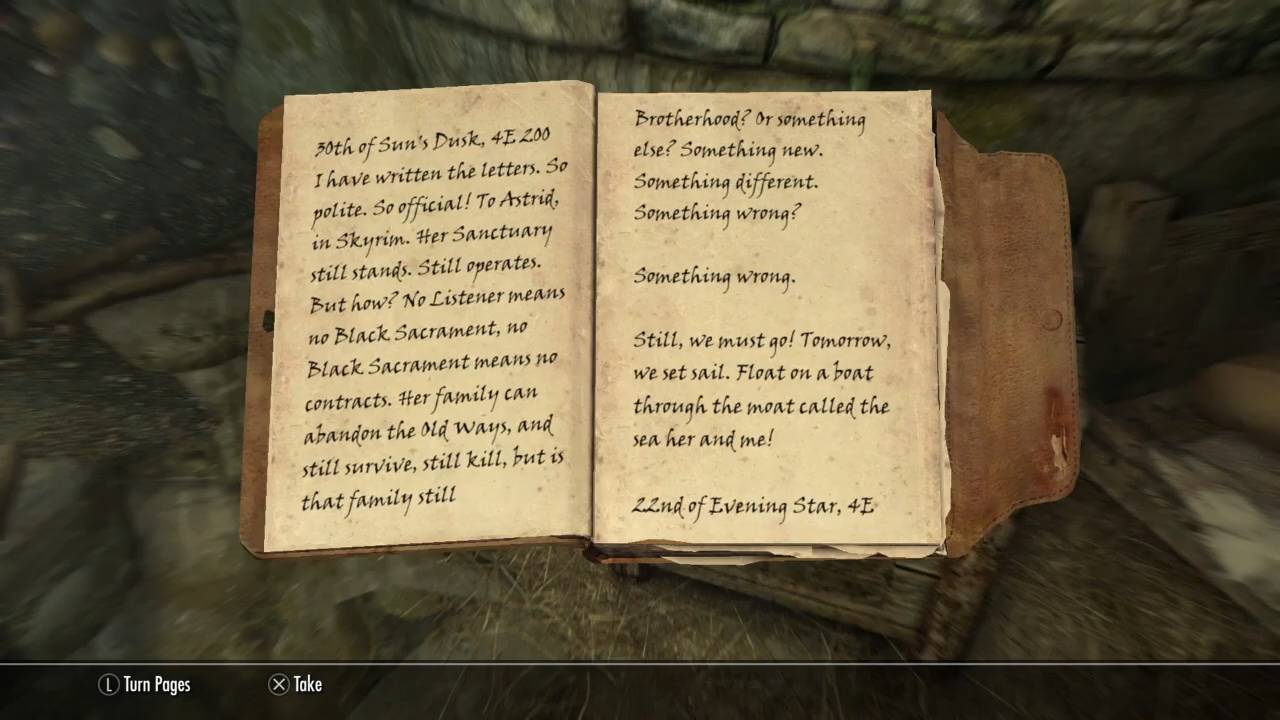 30th of Sun's Dusk, 4E 200
I have written the letters. So
polite. So official! To Astrid,
in Skyrim. Her Sanctuary
still stands. Still operates.
But how? No Listener means
no Black Sacrament, no
Black Sacrament means no
contracts. Her family can
abandon the Old Ways, and
still survive, still kill, but is
that family still
Brotherhood? Or something
else? Something new.
Something different.
Something wrong?
Something wrong.
Still, we must go! Tomorrow,
we set sail. Float on a boat
through the moat called the
sea her and me!
22nd of Evening Star, 4E
L Turn Pages
X Take